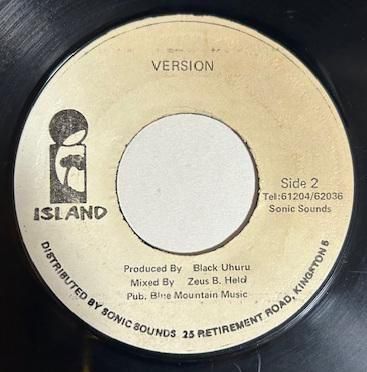 VERSION
ISLAND
Side 2
Tel:61204/62036
Sonic Sounds
Produced By Black Uhuru
Mixed By Zeus B. Held
Pub. Blue Mountain Music
DISTRIBUTED BY SONIC SOUNDS 25 RETIREMENT ROAD, KINGSTON 5